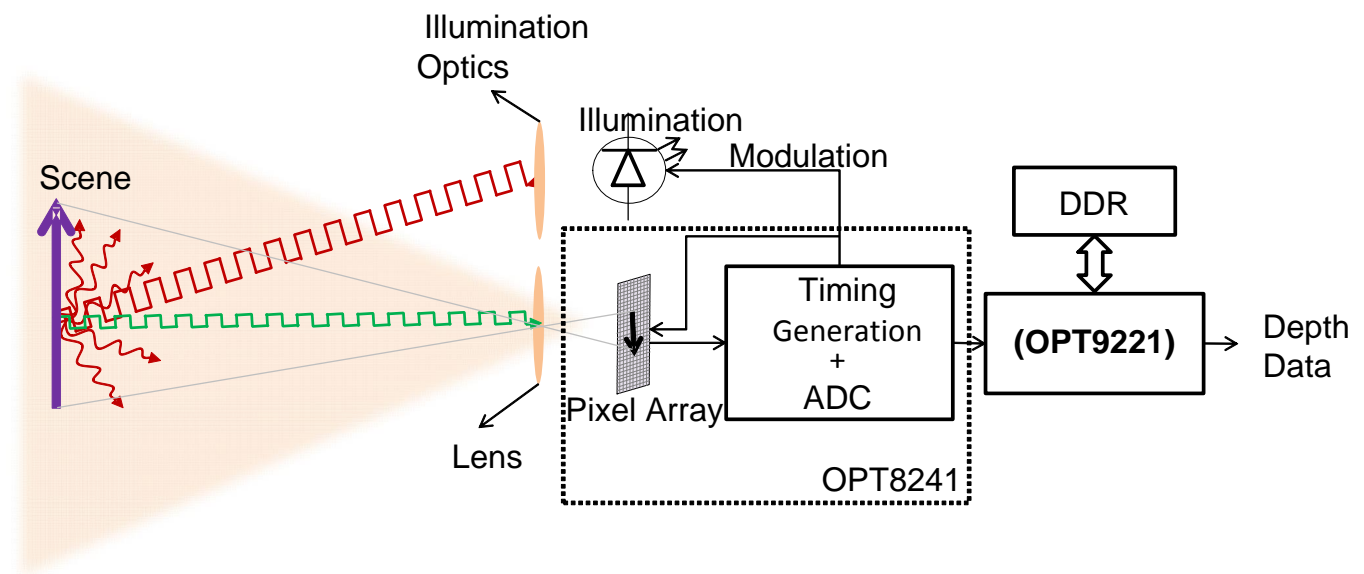 Illumination
Optics
Illumination
Modulation
Scene
DDR
Timing
Generation
+
ADC
(OPT9221)
Depth
Data
Pixel Array
Lens
OPT8241